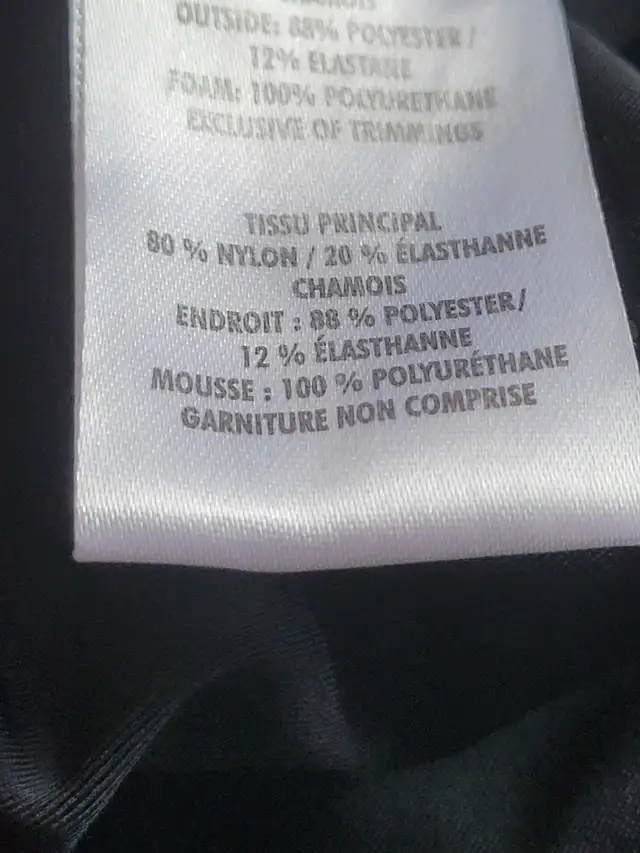 OUTSIDE: 88% POLYESTER /
12% ELASTANE
FOAM: 100% POLYURETHANE
EXCLUSIVE OF TRIMMINGS
TISSU PRINCIPAL
80 % NYLON / 20 % ÉLASTHANNE
CHAMOIS
ENDROIT : 88 % POLYESTER/
12 % ÉLASTHANNE
MOUSSE : 100 % POLYURÉTHANE
GARNITURE NON COMPRISE